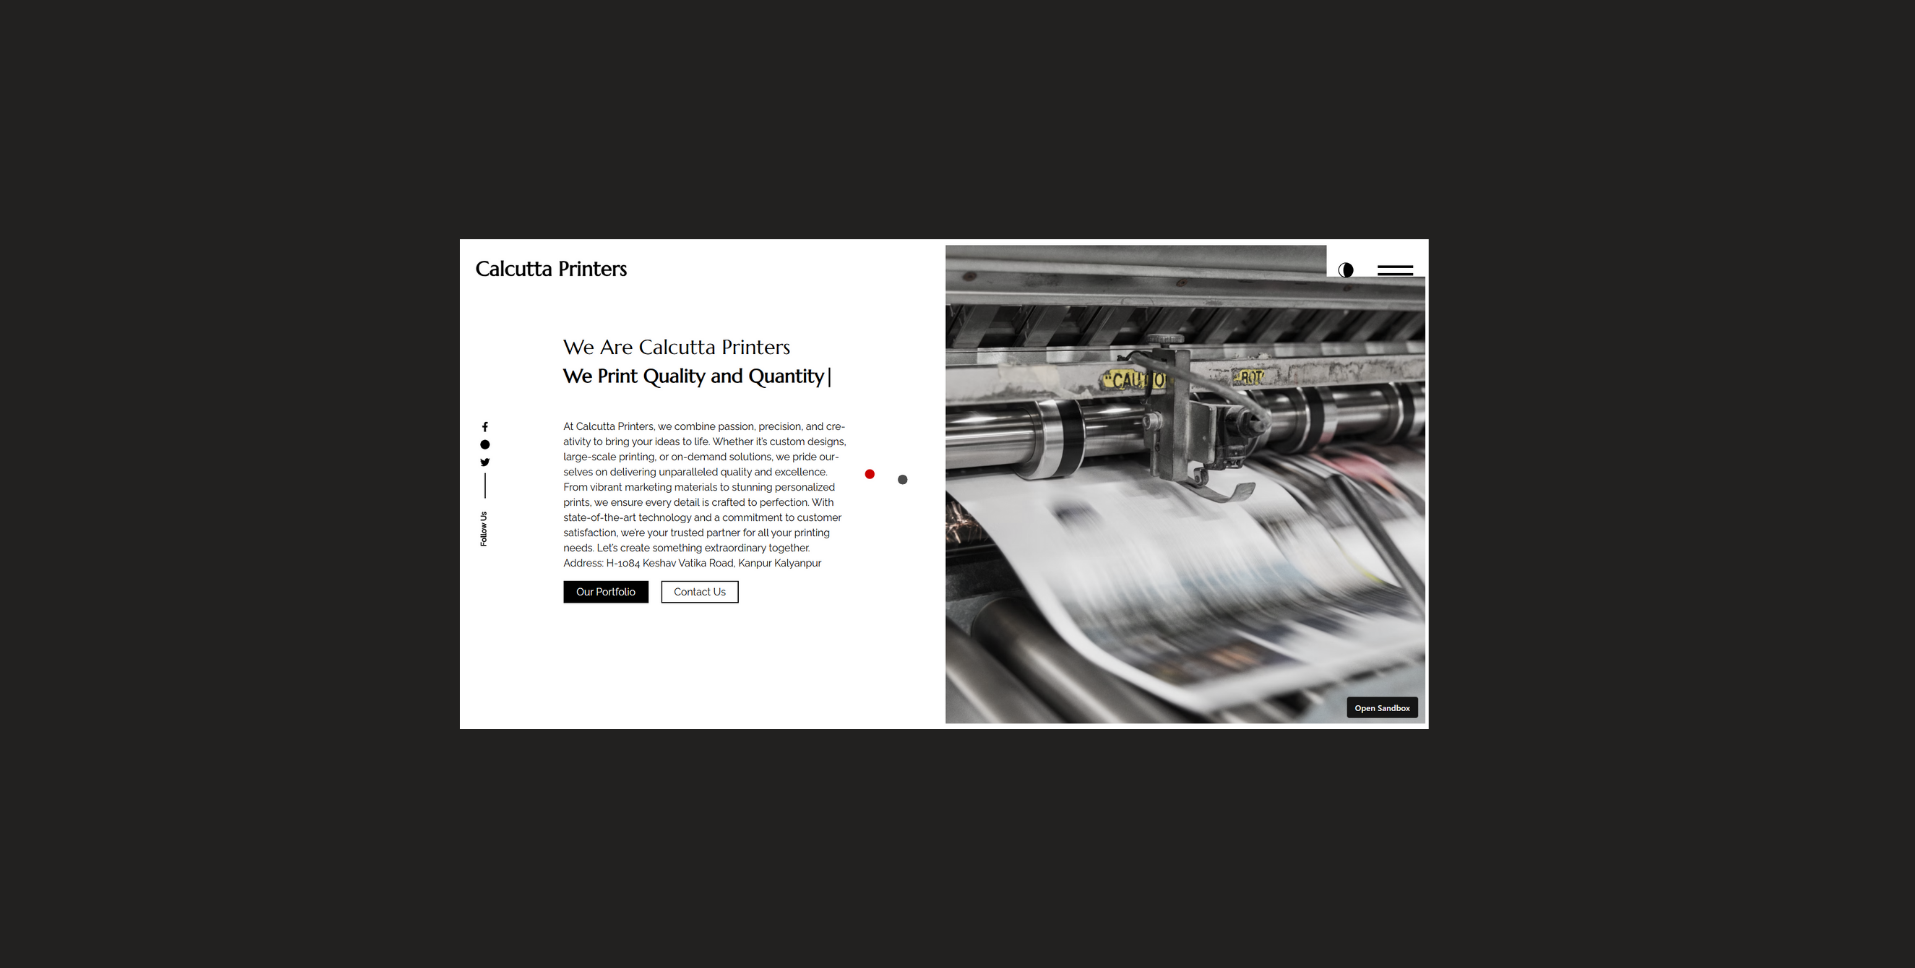 Calcutta Printers
We Are Calcutta Printers
We Print Quality and Quantity|
At Calcutta Printers, we combine passion, precision, and cre-
ativity to bring your ideas to life. Whether it's custom designs,
large-scale printing, or on-demand solutions, we pride our-
selves on delivering unparalleled quality and excellence.
From vibrant marketing materials to stunning personalized
prints, we ensure every detail is crafted to perfection. With
state-of-the-art technology and a commitment to customer
satisfaction, we're your trusted partner for all your printing
needs. Let's create something extraordinary together.
Address: H-1084 Keshav Vatika Road, Kanpur Kalyanpur
Our Portfolio
Contact Us
Follow Us
Open Sandbox